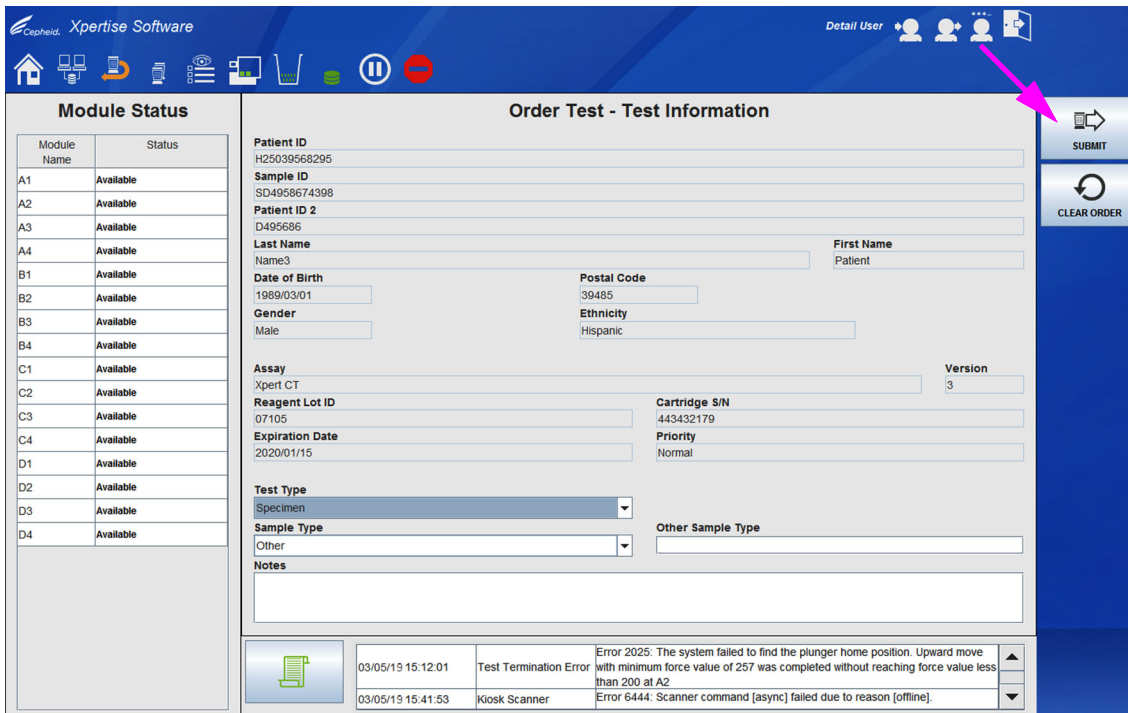 Cepheid. Xpertise Software
Detail User
Module Status
Module Name Status
A1 Available
A2 Available
A3 Available
A4 Available
B1 Available
B2 Available
B3 Available
B4 Available
C1 Available
C2 Available
C3 Available
C4 Available
D1 Available
D2 Available
D3 Available
D4 Available
Order Test - Test Information
Patient ID
H25039568295
Sample ID
SD4958674398
Patient ID 2
D495686
Last Name First Name
Name3 Patient
Date of Birth Postal Code
1989/03/01 39485
Gender Ethnicity
Male Hispanic
Assay Version
Xpert CT 3
Reagent Lot ID Cartridge S/N
07105 443432179
Expiration Date Priority
2020/01/15 Normal
Test Type
Specimen
Sample Type Other Sample Type
Other
Notes
03/05/19 15:12:01 Test Termination Error Error 2025: The system failed to find the plunger home position. Upward move
with minimum force value of 257 was completed without reaching force value less
than 200 at A2
03/05/19 15:41:53 Kiosk Scanner Error 6444: Scanner command [async] failed due to reason [offline].
SUBMIT
CLEAR ORDER